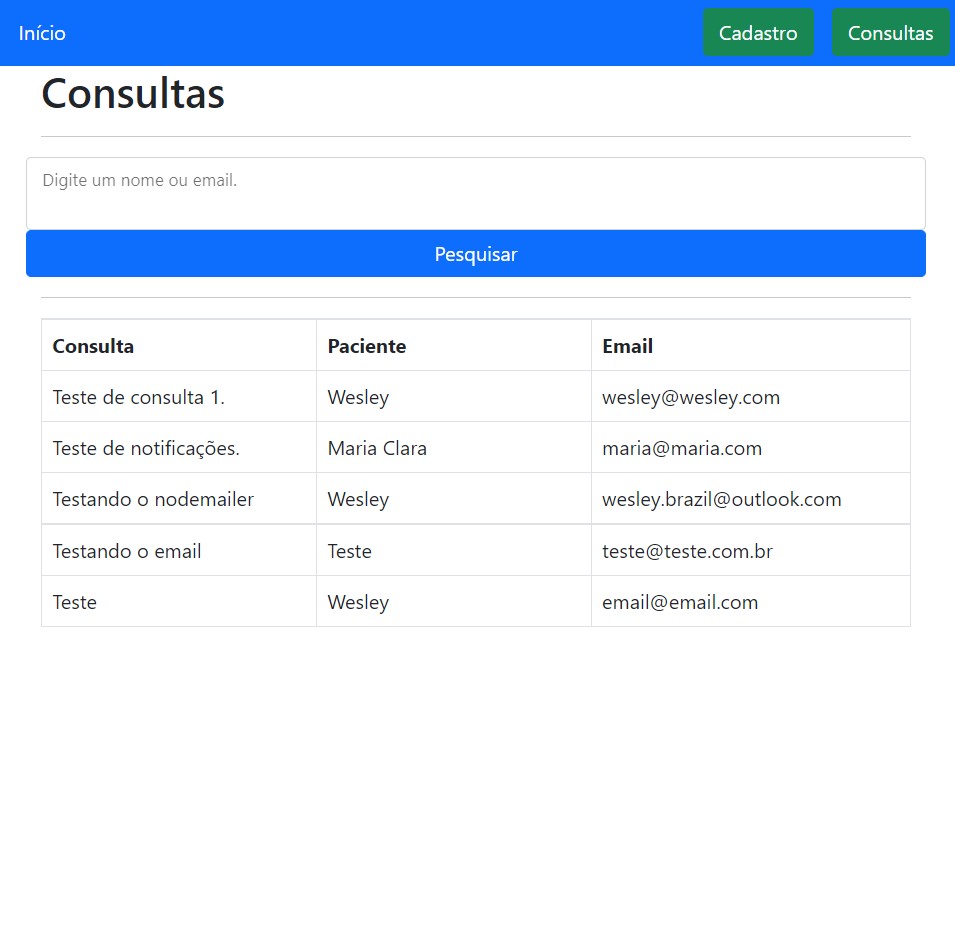 Início Cadastro Consultas
Consultas
Digite um nome ou email.
Pesquisar
Consulta Paciente Email
Teste de consulta 1. Wesley wesley@wesley.com
Teste de notificações. Maria Clara maria@maria.com
Testando o nodemailer Wesley wesley.brazil@outlook.com
Testando o email Teste teste@teste.com.br
Teste Wesley email@email.com